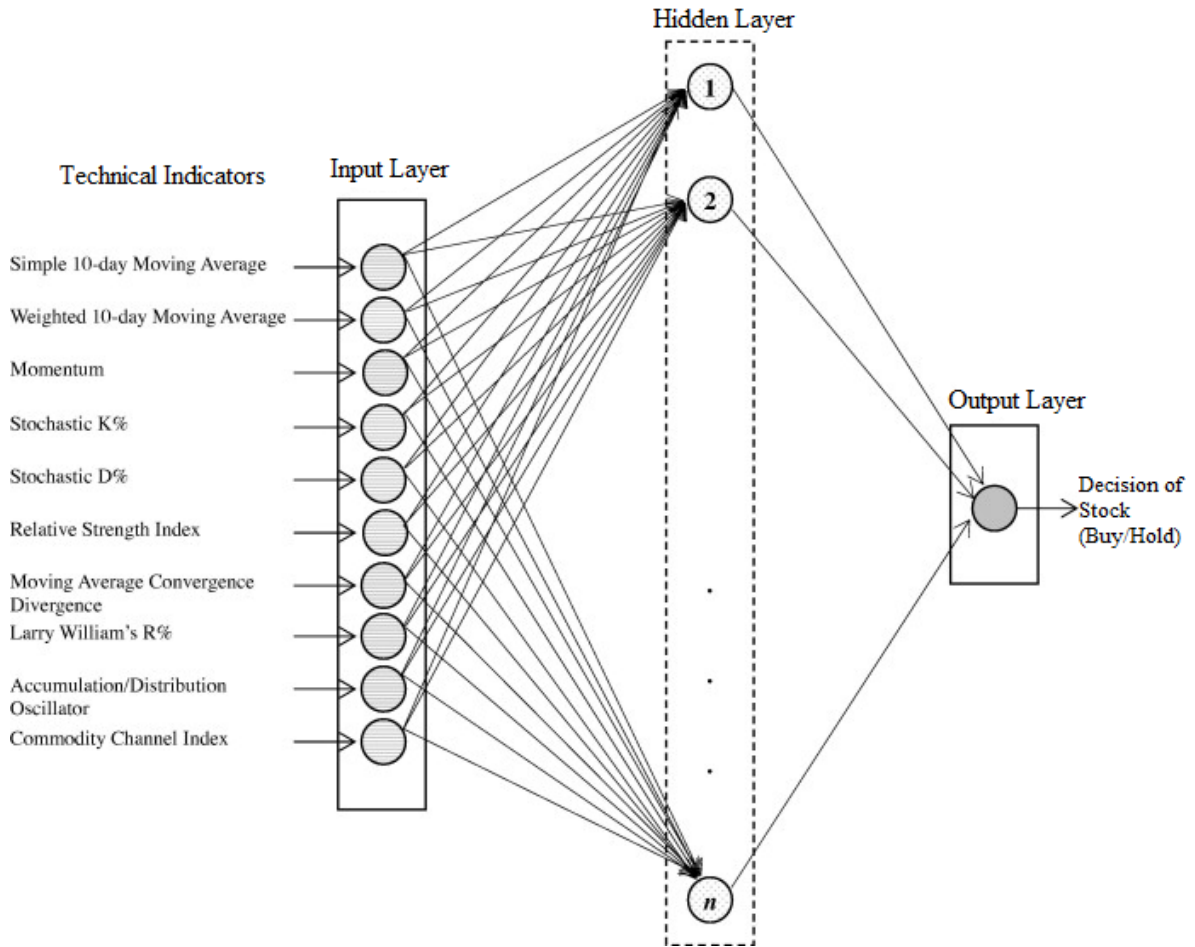 Hidden Layer
1
2
Technical Indicators
Input Layer
Simple 10-day Moving Average
Weighted 10-day Moving Average
Momentum
Stochastic K%
Stochastic D%
Relative Strength Index
Moving Average Convergence
Divergence
Larry William's R%
Accumulation/Distribution
Oscillator
Commodity Channel Index
n
Output Layer
Decision of
Stock
(Buy/Hold)